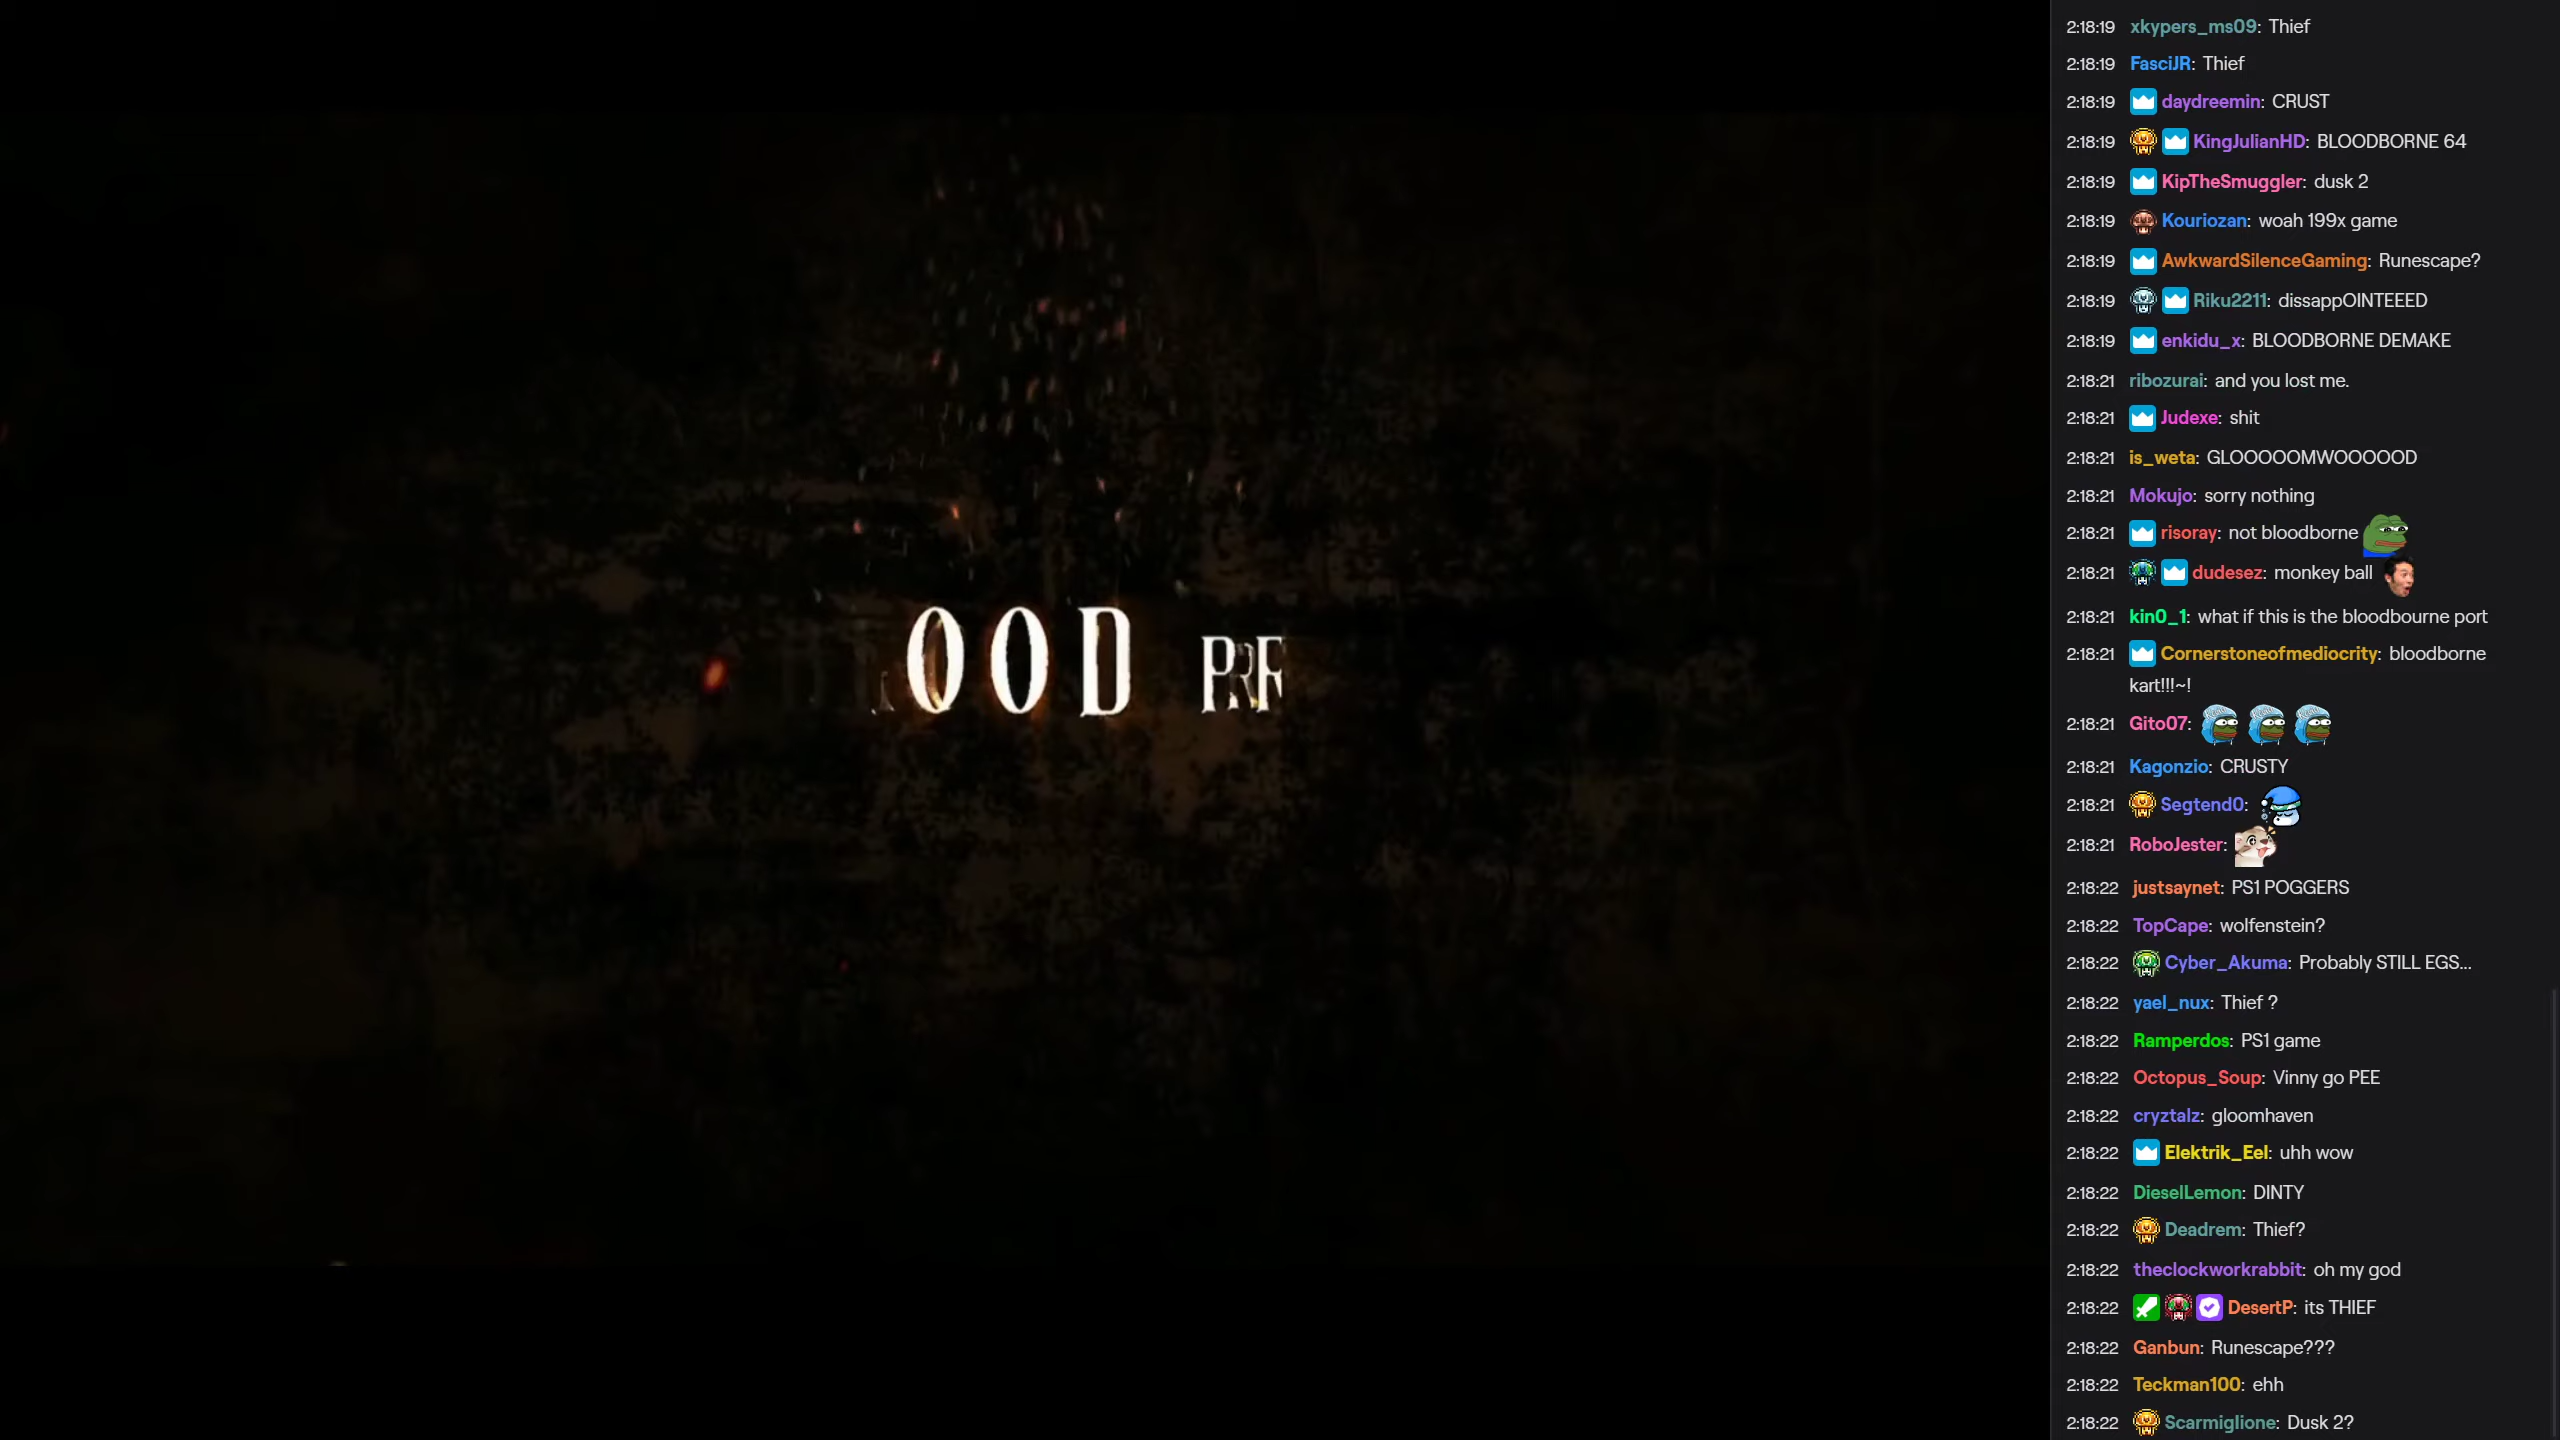 OOD PR
2:18:19 xkypers_ms09: Thief
2:18:19 FasciJR: Thief
2:18:19 daydreemin: CRUST
2:18:19 KingJulianHD: BLOODBORNE 64
2:18:19 KipTheSmuggler: dusk 2
2:18:19 Kouriozan: woah 199x game
2:18:19 AwkwardSilenceGaming: Runescape?
2:18:19 Riku2211: dissappOINTEEED
2:18:19 enkidu_x: BLOODBORNE DEMAKE
2:18:21 ribozurai: and you lost me.
2:18:21 Judexe: shit
2:18:21 is_weta: GLOOOOOMWOOOOOD
2:18:21 Mokujo: sorry nothing
2:18:21 risoray: not bloodborne
2:18:21 dudesez: monkey ball
2:18:21 kin0_1: what if this is the bloodbourne port
2:18:21 Cornerstoneofmediocrity: bloodborne
kart!!!~!
2:18:21 Gito07:
2:18:21 Kagonzio: CRUSTY
2:18:21 Segtend0:
2:18:21 RoboJester:
2:18:22 justsaynet: PS1 POGGERS
2:18:22 TopCape: wolfenstein?
2:18:22 Cyber_Akuma: Probably STILL EGS...
2:18:22 yael_nux: Thief ?
2:18:22 Ramperdos: PS1 game
2:18:22 Octopus_Soup: Vinny go PEE
2:18:22 cryztalz: gloomhaven
2:18:22 Elektrik_Eel: uhh wow
2:18:22 DieselLemon: DINTY
2:18:22 Deadrem: Thief?
2:18:22 theclockworkrabbit: oh my god
2:18:22 DesertP: its THIEF
2:18:22 Ganbun: Runescape???
2:18:22 Teckman100: ehh
2:18:22 Scarmiglione: Dusk 2?